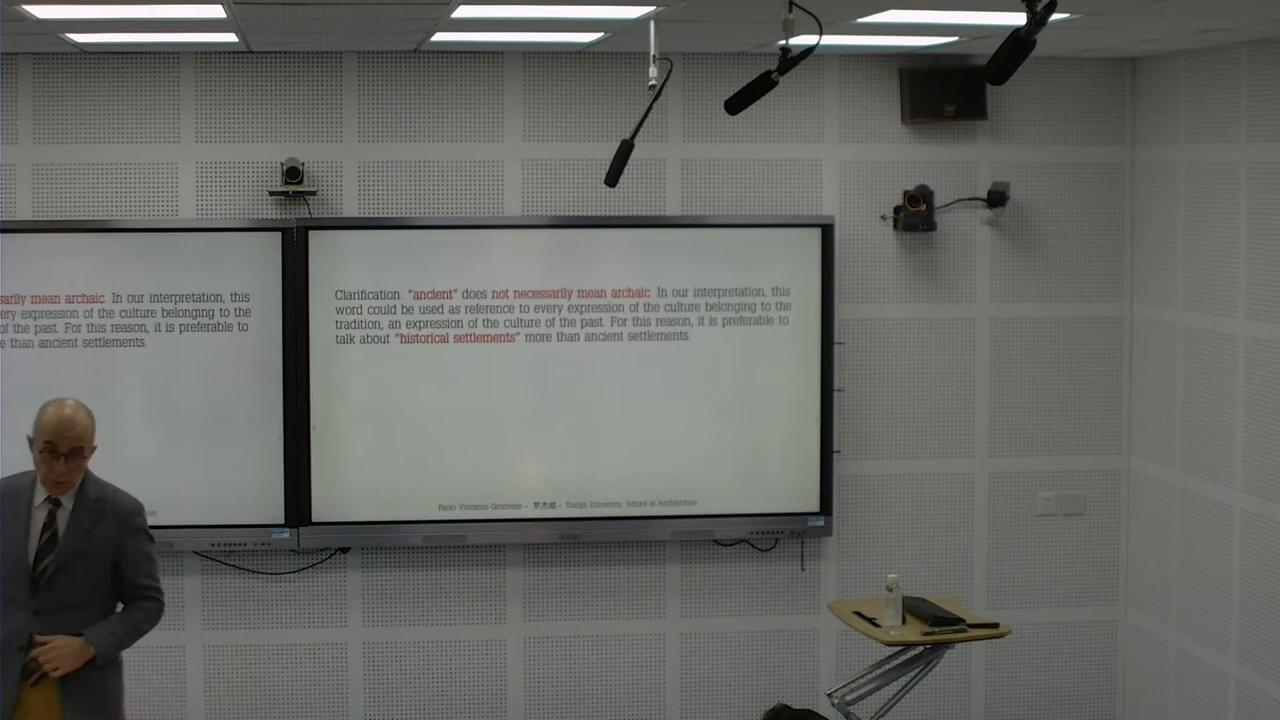 sarily mean archaic. In our interpretation, this
ery expression of the culture belonging to the
of the past. For this reason, it is preferable to
e than ancient settlements.
Clarification: "ancient" does not necessarily mean archaic. In our interpretation, this
word could be used as reference to every expression of the culture belonging to the
tradition, an expression of the culture of the past. For this reason, it is preferable to
talk about "historical settlements" more than ancient settlements.
Paolo Vincenzo Genovese - 罗杰威 - Tianjin University School of Architecture